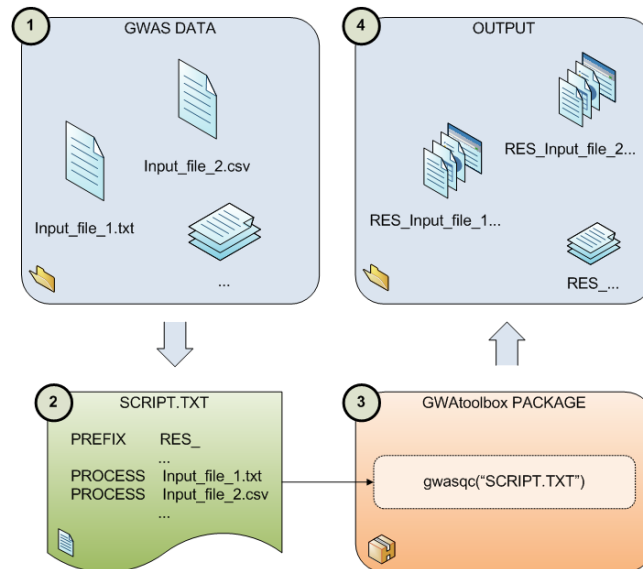 1
GWAS DATA
Input_file_2.csv
Input_file_1.txt
...
4
OUTPUT
RES_Input_file_2...
RES_Input_file_1...
RES_...
2
SCRIPT.TXT
PREFIX RES_
...
PROCESS Input_file_1.txt
PROCESS Input_file_2.csv
...
3
GWAtoolbox PACKAGE
gwasqc(“SCRIPT.TXT”)